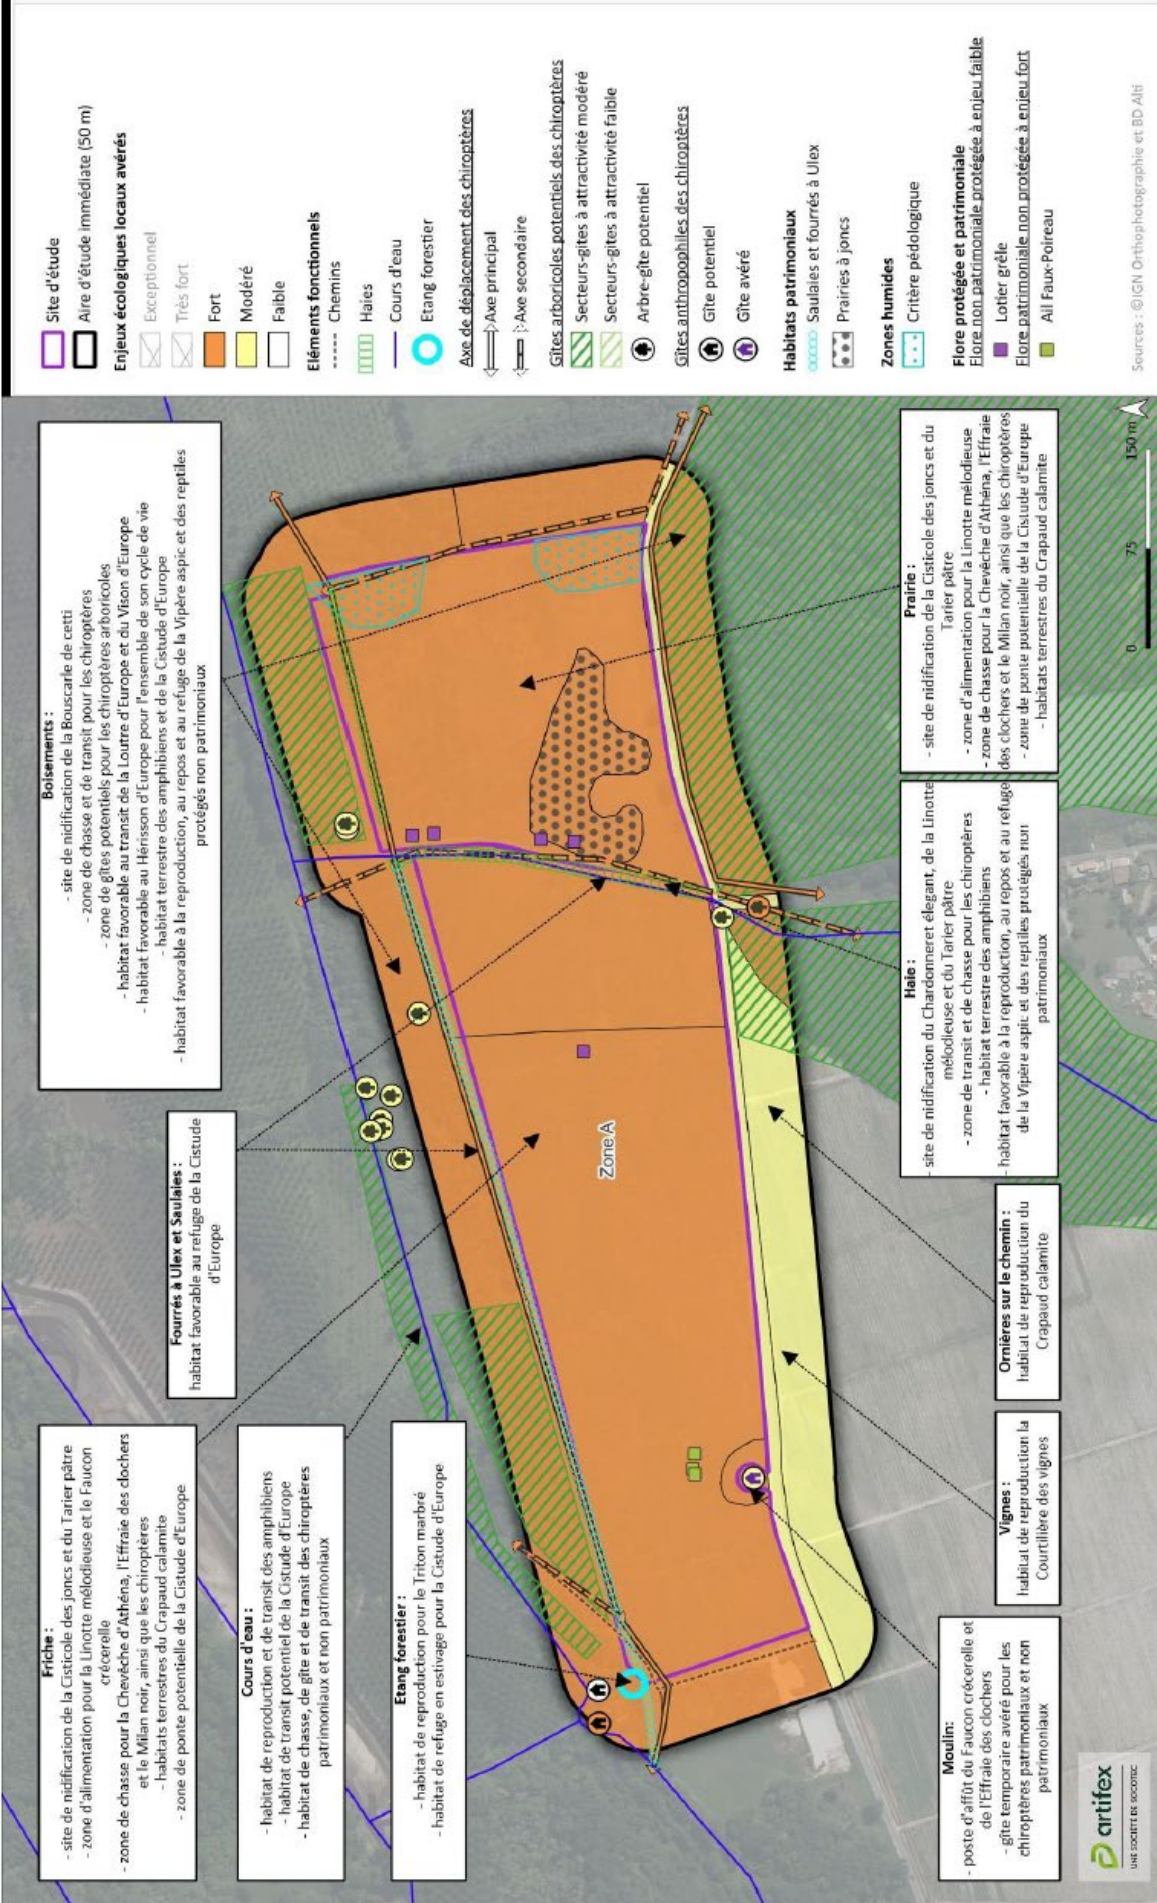 Friche :
- site de nidification de la Cisticole des joncs et du Tarier pâtre
- zone d'alimentation pour la Linotte mélodieuse et le Faucon
crécerelle
- zone de chasse pour la Chevêche d'Athéna, l'Effraie des clochers
et le Milan noir, ainsi que les chiroptères
- habitats terrestres du Crapaud calamite
- zone de ponte potentielle de la Cistude d'Europe
Cours d'eau :
- habitat de reproduction et de transit des amphibiens
- habitat de transit potentiel de la Cistude d'Europe
- habitat de chasse, de gîte et de transit des chiroptères
patrimoniaux et non patrimoniaux
Etang forestier :
- habitat de reproduction pour le Triton marbré
- habitat de refuge en estivage pour la Cistude d'Europe
Fourrés à Ulex et Saulaies :
habitat favorable au refuge de la Cistude
d'Europe
Boisements :
- site de nidification de la Bouscarle de cetti
- zone de chasse et de transit pour les chiroptères
- zone de gîtes potentiels pour les chiroptères arboricoles
- habitat favorable au transit de la Loutre d'Europe et du Vison d'Europe
- habitat favorable au Hérisson d'Europe pour l'ensemble de son cycle de vie
- habitat terrestre des amphibiens et de la Cistude d'Europe
- habitat favorable à la reproduction, au repos et au refuge de la Vipère aspic et des reptiles
protégés non patrimoniaux
Zone A
Moulin:
- poste d'affût du Faucon crécerelle et
de l'Effraie des clochers
- gîte temporaire avéré pour les
chiroptères patrimoniaux et non
patrimoniaux
Vignes :
habitat de reproduction la
Courtilière des vignes
Ornières sur le chemin :
habitat de reproduction du
Crapaud calamite
Haie :
- site de nidification du Chardonneret élégant, de la Linotte
mélodieuse et du Tarier pâtre
- zone de transit et de chasse pour les chiroptères
- habitat terrestre des amphibiens
- habitat favorable à la reproduction, au repos et au refuge
de la Vipère aspic et des reptiles protégés non
patrimoniaux
Prairie :
- site de nidification de la Cisticole des joncs et du
Tarier pâtre
- zone d'alimentation pour la Linotte mélodieuse
- zone de chasse pour la Chevêche d'Athéna, l'Effraie
des clochers et le Milan noir, ainsi que les chiroptères
- zone de ponte potentielle de la Cistude d'Europe
- habitats terrestres du Crapaud calamite
artifex
UNE SOCIETE DE SOCOTEC
0 75 150 m
Site d'étude
Aire d'étude immédiate (50 m)
Enjeux écologiques locaux avérés
Exceptionnel
Très fort
Fort
Modéré
Faible
Eléments fonctionnels
Chemins
Haies
Cours d'eau
Etang forestier
Axe de déplacement des chiroptères
Axe principal
Axe secondaire
Gîtes arboricoles potentiels des chiroptères
Secteurs-gîtes à attractivité modéré
Secteurs-gîtes à attractivité faible
Arbre-gîte potentiel
Gîtes anthropophiles des chiroptères
Gîte potentiel
Gîte avéré
Habitats patrimoniaux
Saulaies et fourrés à Ulex
Prairies à joncs
Zones humides
Critère pédologique
Flore protégée et patrimoniale
Flore non patrimoniale protégée à enjeu faible
Lotier grêle
Flore patrimoniale non protégée à enjeu fort
Ail Faux-Poireau
Sources : ©IGN Orthophotographie et BD Alti